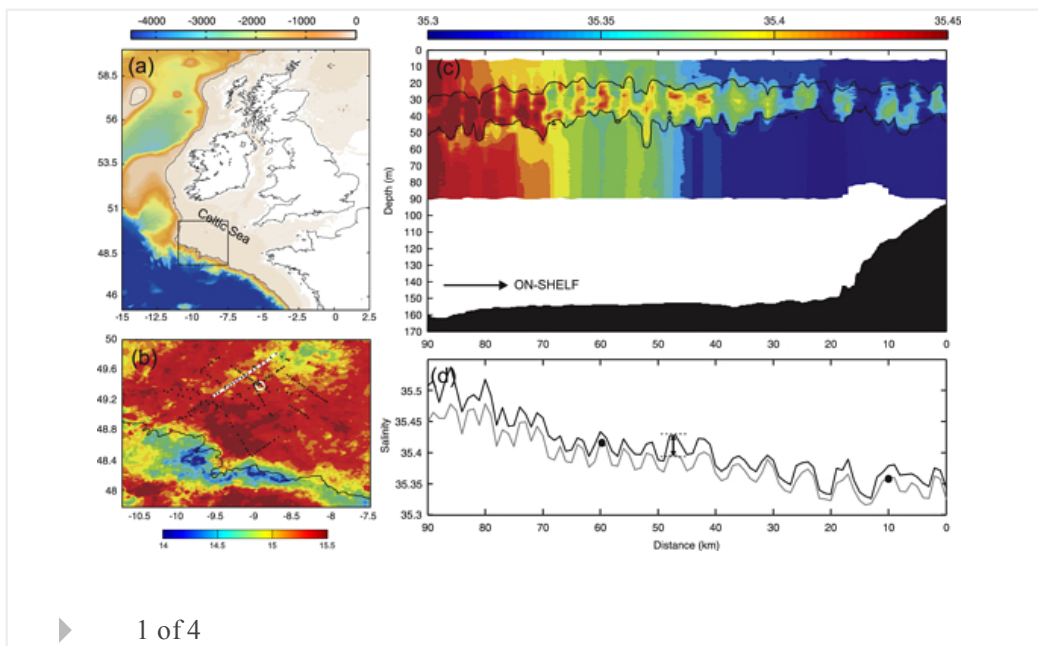 -4000 -3000 -2000 -1000 0
35.3 35.35 35.4 35.45
(a)
58.5
56
53.5
51
48.5
46
Celtic Sea
-15 -12.5 -10 -7.5 -5 -2.5 0 2.5
(c)
0
10
20
30
40
50
60
70
80
90
100
110
120
130
140
150
160
170
Depth (m)
ON-SHELF
90 80 70 60 50 40 30 20 10 0
(b)
50
49.6
49.2
48.8
48.4
48
-10.5 -10 -9.5 -9 -8.5 -8 -7.5
14 14.5 15 15.5
(d)
35.5
35.45
35.4
35.35
35.3
Salinity
90 80 70 60 50 40 30 20 10 0
Distance (km)
1 of 4